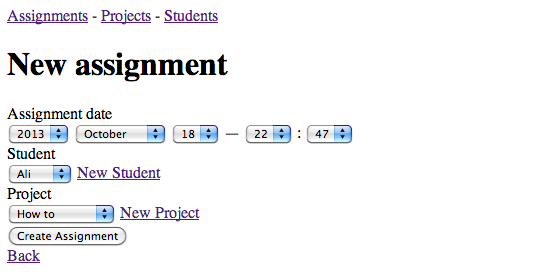 Assignments - Projects - Students
New assignment
Assignment date
2013 October 18 — 22 : 47
Student
Ali New Student
Project
How to New Project
Create Assignment
Back